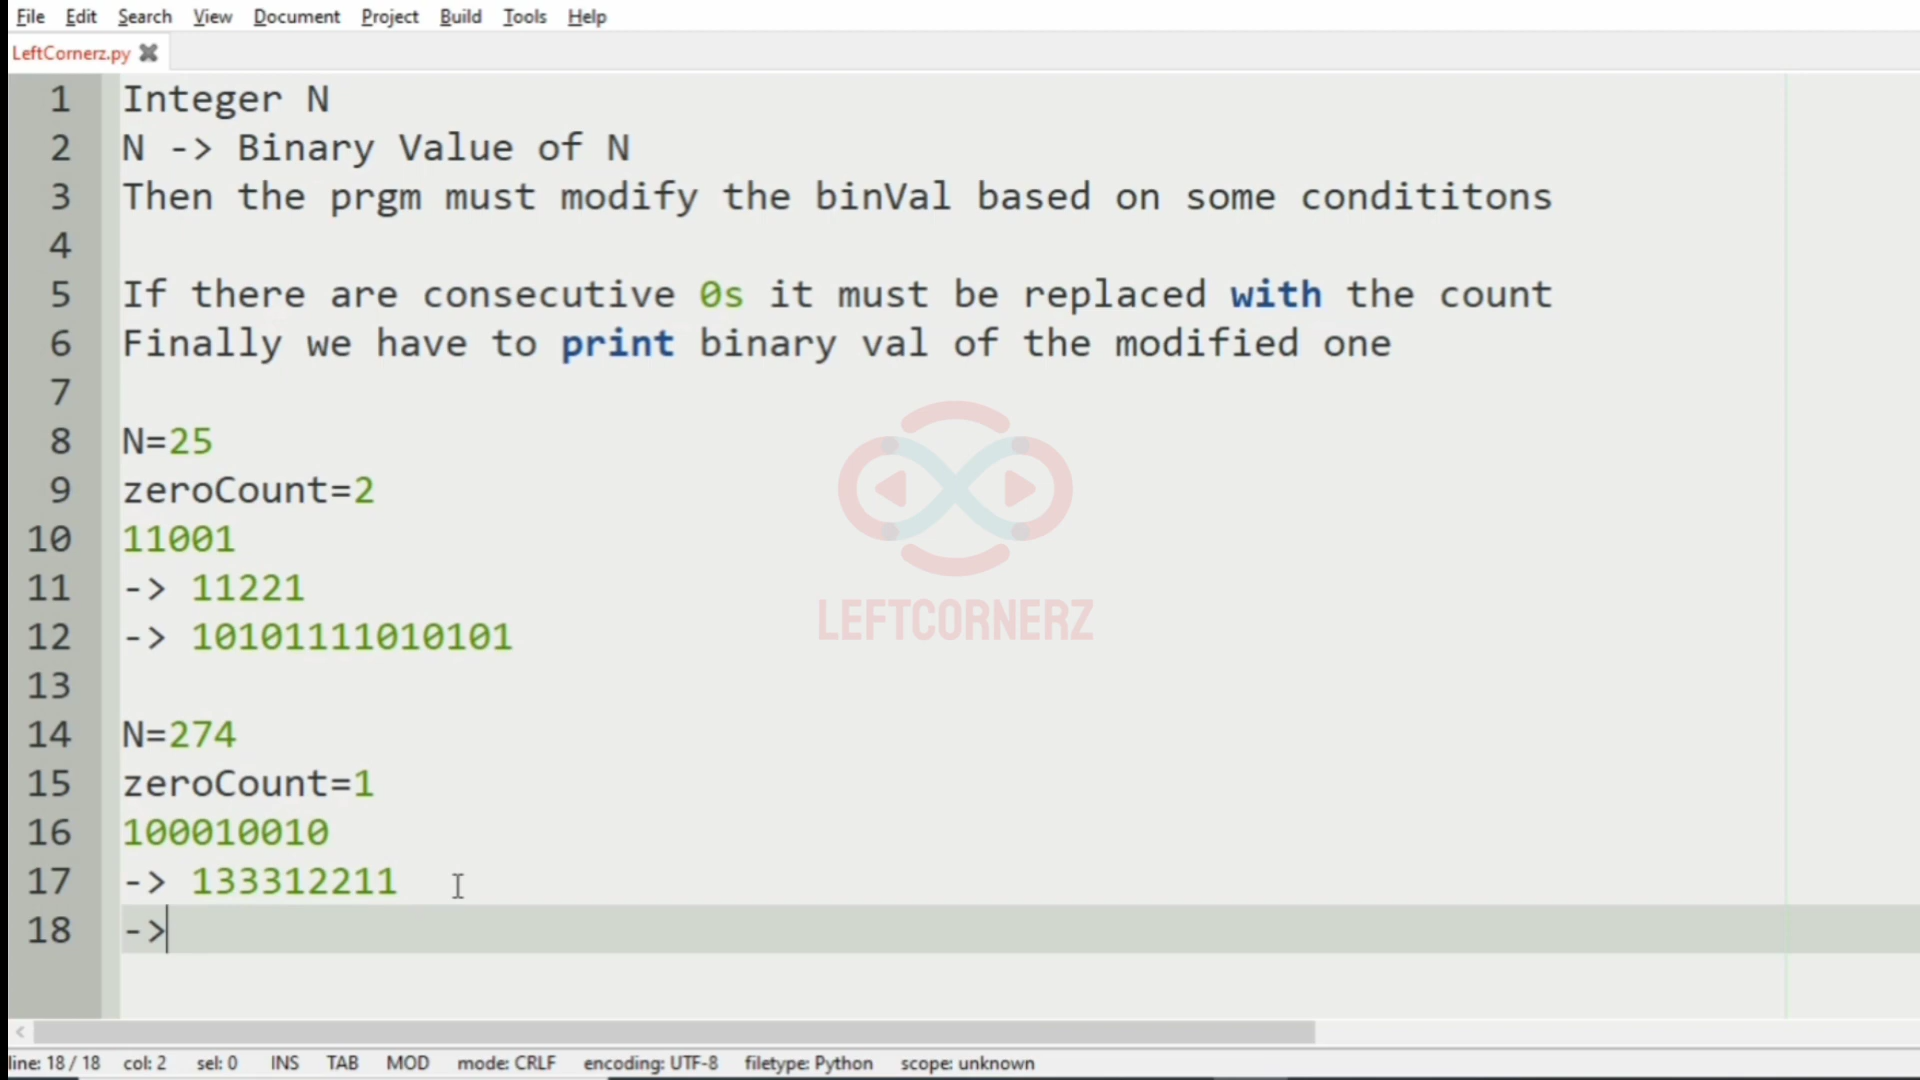 File Edit Search View Document Project Build Tools Help
LeftCornerz.py
1 Integer N
2 N -> Binary Value of N
3 Then the prgm must modify the binVal based on some condititons
4
5 If there are consecutive 0s it must be replaced with the count
6 Finally we have to print binary val of the modified one
7
8 N=25
9 zeroCount=2
10 11001
11 -> 11221
12 -> 10101111010101
13
14 N=274
15 zeroCount=1
16 100010010
17 -> 133312211
18 ->
LEFTCORNERZ
line: 18 / 18 col: 2 sel: 0 INS TAB MOD mode: CRLF encoding: UTF-8 filetype: Python scope: unknown